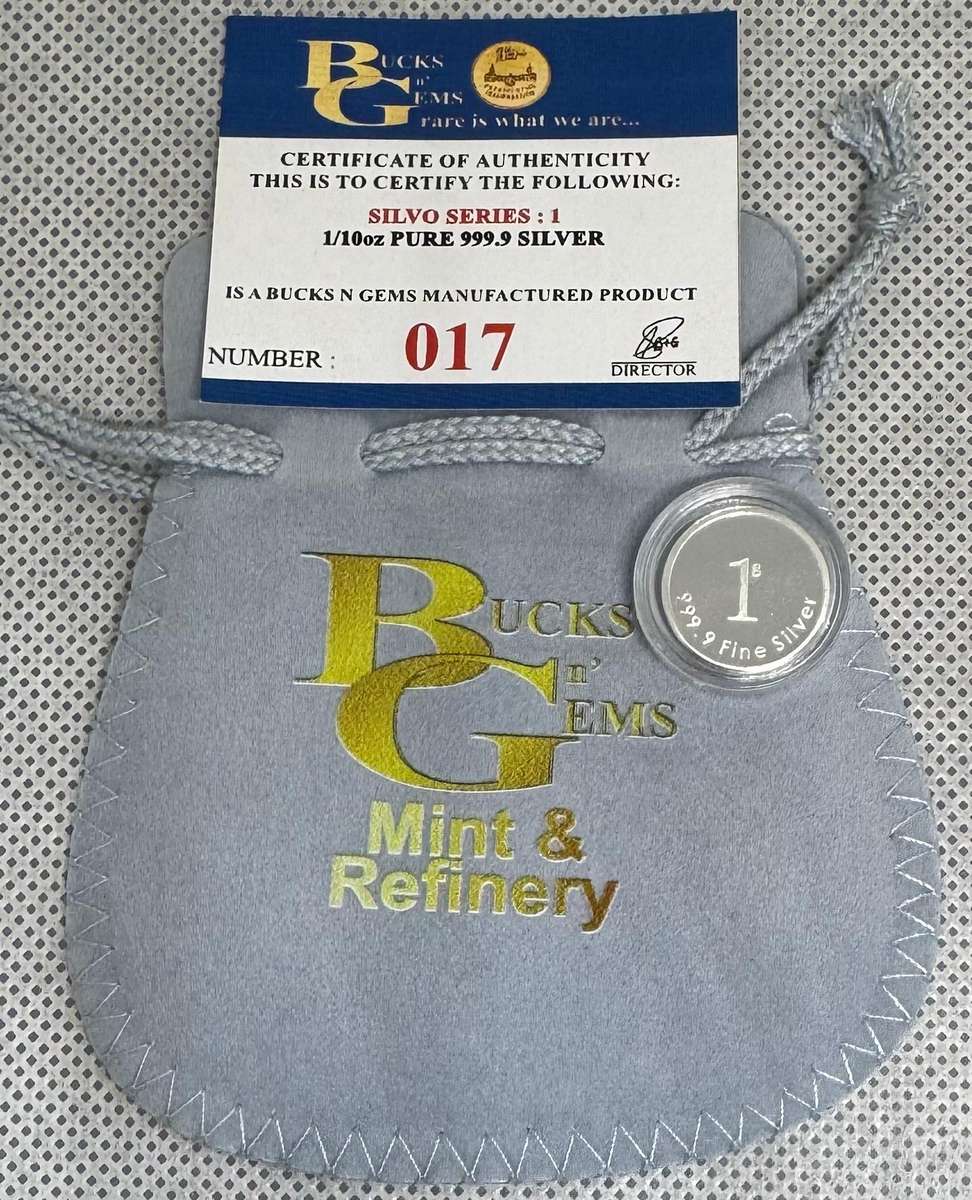 BUCKS
n'
GEMS
rare is what we are...
CERTIFICATE OF AUTHENTICITY
THIS IS TO CERTIFY THE FOLLOWING:
SILVO SERIES : 1
1/10oz PURE 999.9 SILVER
IS A BUCKS N GEMS MANUFACTURED PRODUCT
NUMBER : 017
DIRECTOR
1g
999.9 Fine Silver
BUCKS
n'
GEMS
Mint &
Refinery